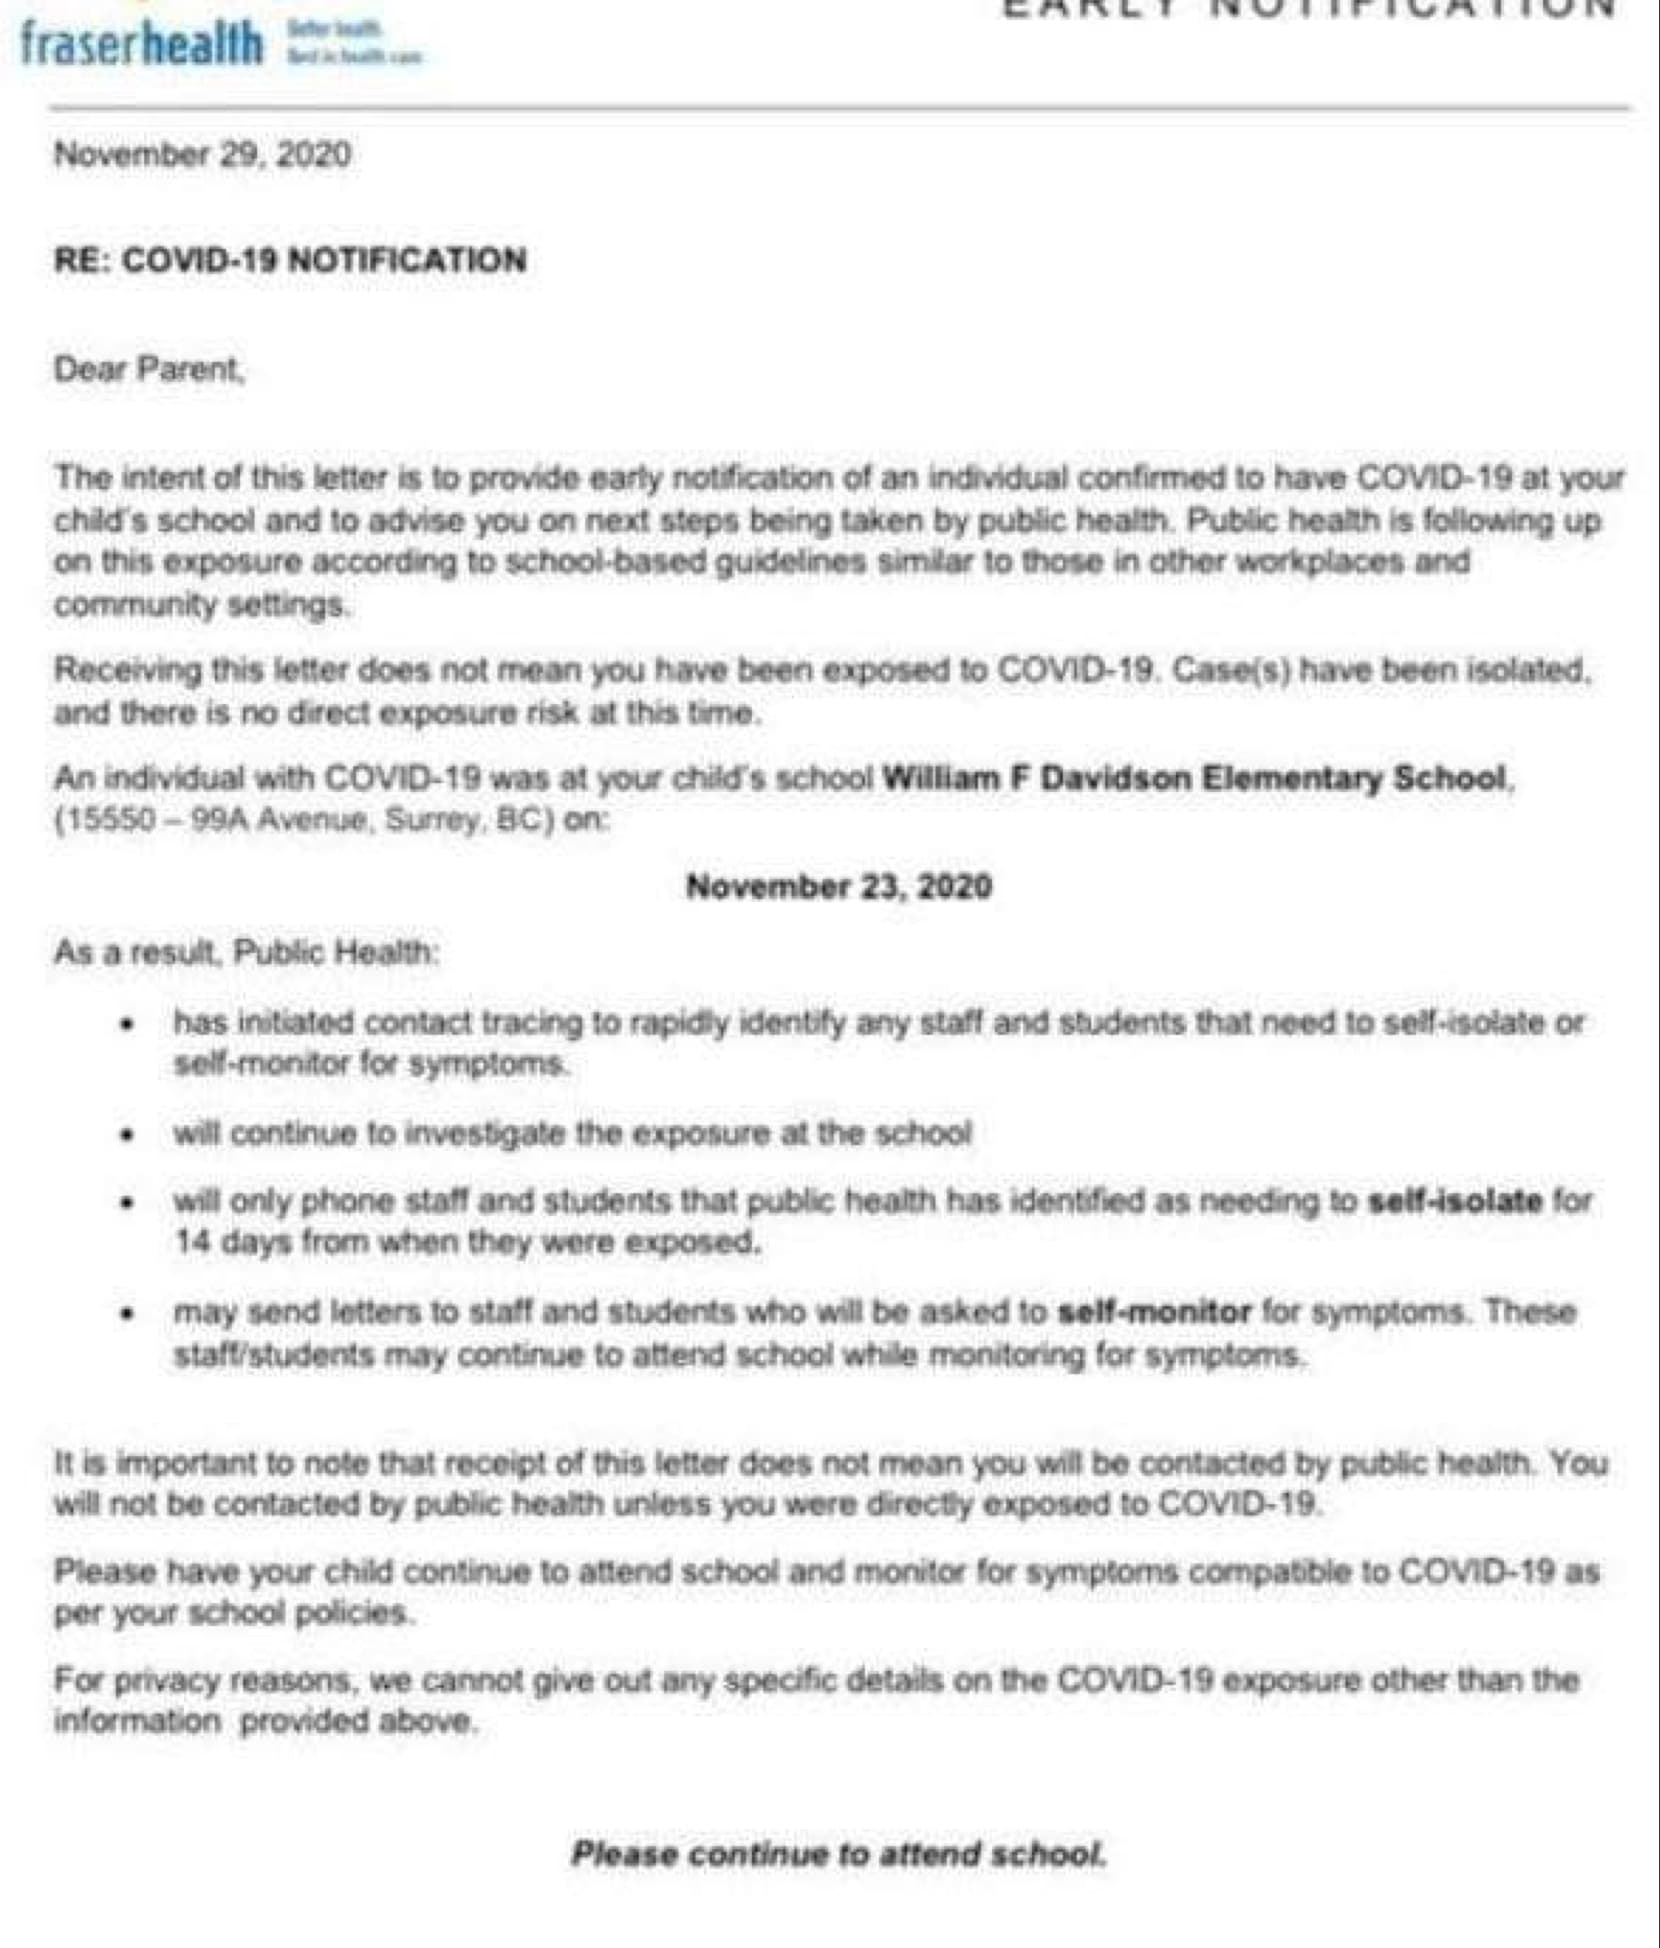 EARLY NOTIFICATION
fraserhealth Better health.
Best in health care.
November 29, 2020
RE: COVID-19 NOTIFICATION
Dear Parent,
The intent of this letter is to provide early notification of an individual confirmed to have COVID-19 at your
child's school and to advise you on next steps being taken by public health. Public health is following up
on this exposure according to school-based guidelines similar to those in other workplaces and
community settings.
Receiving this letter does not mean you have been exposed to COVID-19. Case(s) have been isolated,
and there is no direct exposure risk at this time.
An individual with COVID-19 was at your child's school William F Davidson Elementary School,
(15550 – 99A Avenue, Surrey, BC) on:
November 23, 2020
As a result, Public Health:
• has initiated contact tracing to rapidly identify any staff and students that need to self-isolate or
self-monitor for symptoms.
• will continue to investigate the exposure at the school
• will only phone staff and students that public health has identified as needing to self-isolate for
14 days from when they were exposed.
• may send letters to staff and students who will be asked to self-monitor for symptoms. These
staff/students may continue to attend school while monitoring for symptoms.
It is important to note that receipt of this letter does not mean you will be contacted by public health. You
will not be contacted by public health unless you were directly exposed to COVID-19.
Please have your child continue to attend school and monitor for symptoms compatible to COVID-19 as
per your school policies.
For privacy reasons, we cannot give out any specific details on the COVID-19 exposure other than the
information provided above.
Please continue to attend school.